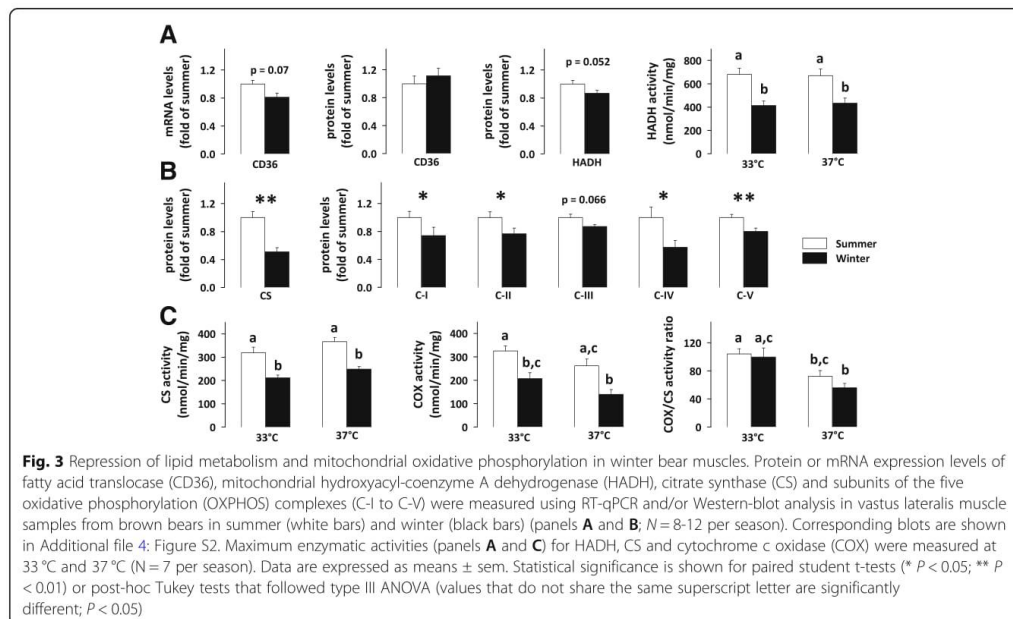 A
mRNA levels
(fold of summer)
1.2
0.8
0.4
0.0
p = 0.07
CD36
protein levels
(fold of summer)
1.2
0.8
0.4
0.0
CD36
protein levels
(fold of summer)
1.2
0.8
0.4
0.0
p = 0.052
HADH
HADH activity
(nmol/min/mg)
800
600
400
200
0
a
b
a
b
33°C
37°C
B
protein levels
(fold of summer)
1.2
0.8
0.4
0.0
**
CS
protein levels
(fold of summer)
1.2
0.8
0.4
0.0
*
*
p = 0.066
*
**
C-I
C-II
C-III
C-IV
C-V
Summer
Winter
C
CS activity
(nmol/min/mg)
400
300
200
100
0
a
b
a
b
33°C
37°C
COX activity
(nmol/min/mg)
400
300
200
100
0
a
b,c
a,c
b
33°C
37°C
COX/CS activity ratio
120
80
40
0
a
a,c
b,c
b
33°C
37°C
Fig. 3 Repression of lipid metabolism and mitochondrial oxidative phosphorylation in winter bear muscles. Protein or mRNA expression levels of
fatty acid translocase (CD36), mitochondrial hydroxyacyl-coenzyme A dehydrogenase (HADH), citrate synthase (CS) and subunits of the five
oxidative phosphorylation (OXPHOS) complexes (C-I to C-V) were measured using RT-qPCR and/or Western-blot analysis in vastus lateralis muscle
samples from brown bears in summer (white bars) and winter (black bars) (panels A and B; N = 8-12 per season). Corresponding blots are shown
in Additional file 4: Figure S2. Maximum enzymatic activities (panels A and C) for HADH, CS and cytochrome c oxidase (COX) were measured at
33 °C and 37 °C (N = 7 per season). Data are expressed as means ± sem. Statistical significance is shown for paired student t-tests (* P < 0.05; ** P
< 0.01) or post-hoc Tukey tests that followed type III ANOVA (values that do not share the same superscript letter are significantly
different; P < 0.05)